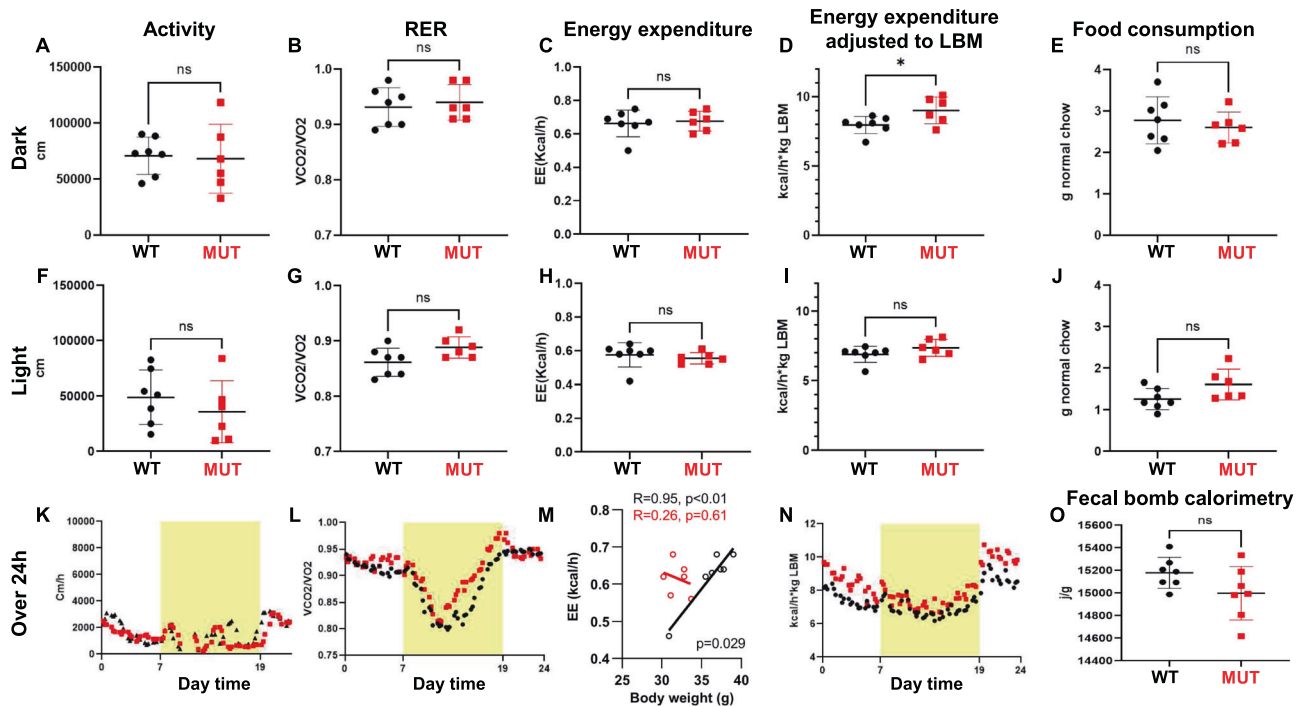 Activity
RER
Energy expenditure
Energy expenditure
adjusted to LBM
Food consumption
Dark
A
150000
100000
50000
0
cm
ns
WT
MUT
B
1.0
0.9
0.8
0.7
VCO2/VO2
ns
WT
MUT
C
1.0
0.8
0.6
0.4
0.2
0.0
EE(Kcal/h)
ns
WT
MUT
D
10
5
0
kcal/h*kg LBM
*
WT
MUT
E
4
3
2
1
0
g normal chow
ns
WT
MUT
Light
F
150000
100000
50000
0
cm
ns
WT
MUT
G
1.0
0.9
0.8
0.7
VCO2/VO2
ns
WT
MUT
H
1.0
0.8
0.6
0.4
0.2
0.0
EE(Kcal/h)
ns
WT
MUT
I
10
5
0
kcal/h*kg LBM
ns
WT
MUT
J
4
3
2
1
0
g normal chow
ns
WT
MUT
Over 24h
K
10000
8000
6000
4000
2000
0
Cm/h
0
7
19
Day time
L
1.00
0.95
0.90
0.85
0.80
0.75
VCO2/VO2
0
7
19
24
Day time
M
R=0.95, p<0.01
R=0.26, p=0.61
0.8
0.7
0.6
0.5
0.4
EE (kcal/h)
p=0.029
25
30
35
40
Body weight (g)
N
12
10
8
6
4
kcal/h*kg LBM
0
7
19
24
Day time
Fecal bomb calorimetry
O
15600
15400
15200
15000
14800
14600
14400
j/g
ns
WT
MUT